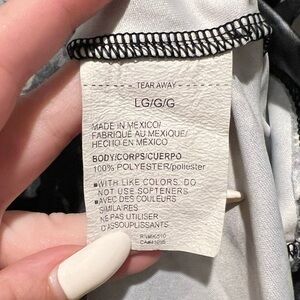 TEAR AWAY
LG/G/G
MADE IN MEXICO/
FABRIQUÉ AU MEXIQUE/
HECHO EN MEXICO
BODY/CORPS/CUERPO
100% POLYESTER/poliester
■WITH LIKE COLORS. DO
NOT USE SOFTENERS
■AVEC DES COULEURS
SIMILAIRES
NE PAS UTILISER
D'ASSOUPLISSANTS